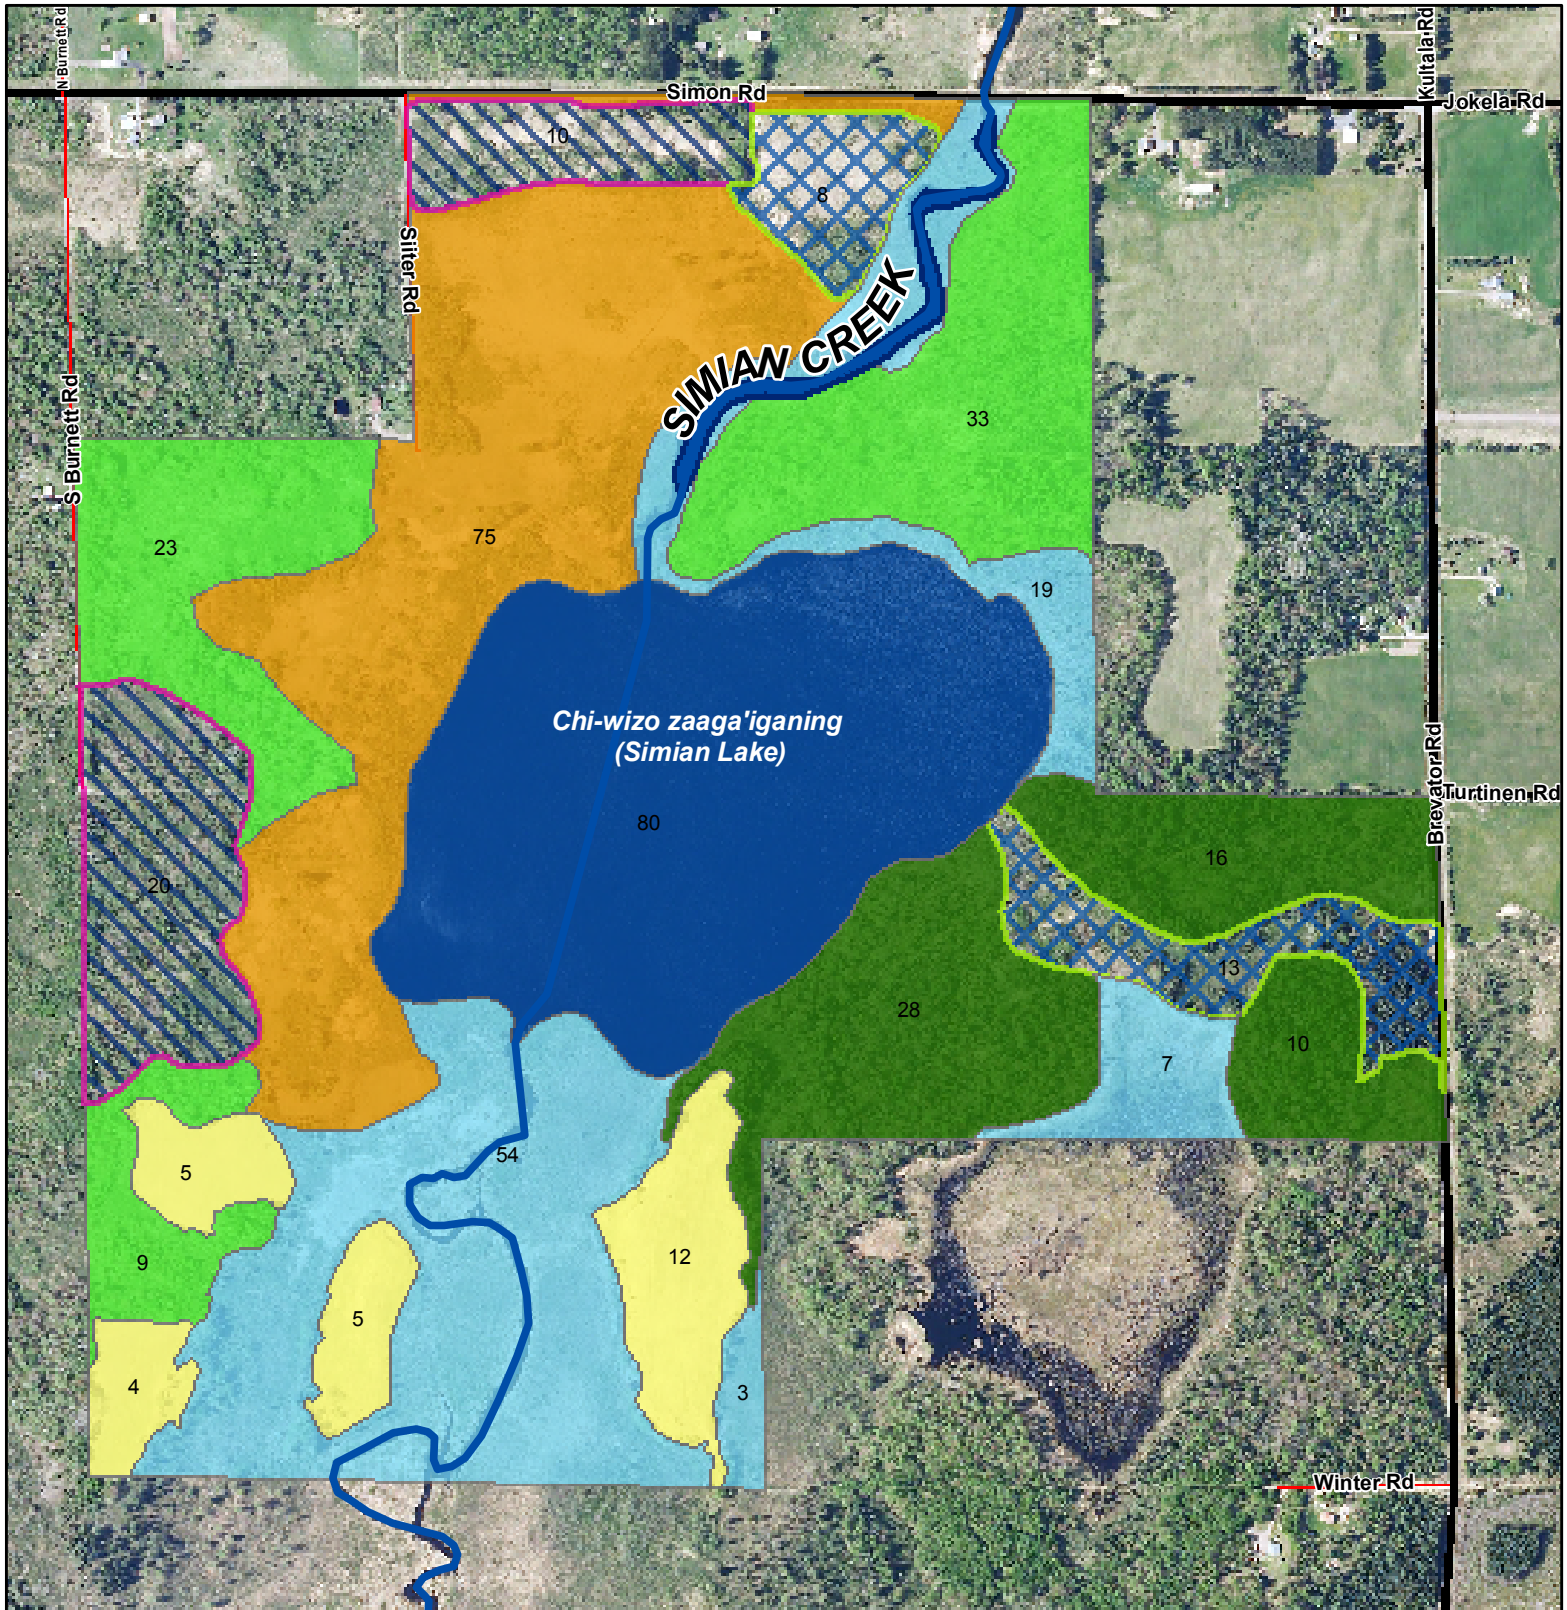 N Burnett Rd
Kultala Rd
Simon Rd
Jokela Rd
10
8
Siiter Rd
SIMIAN CREEK
S Burnett Rd
33
75
23
19
Chi-wizo zaaga'iganing
(Simian Lake)
80
Brevator Rd
Turtinen Rd
16
20
13
28
10
7
54
5
12
9
5
4
3
Winter Rd